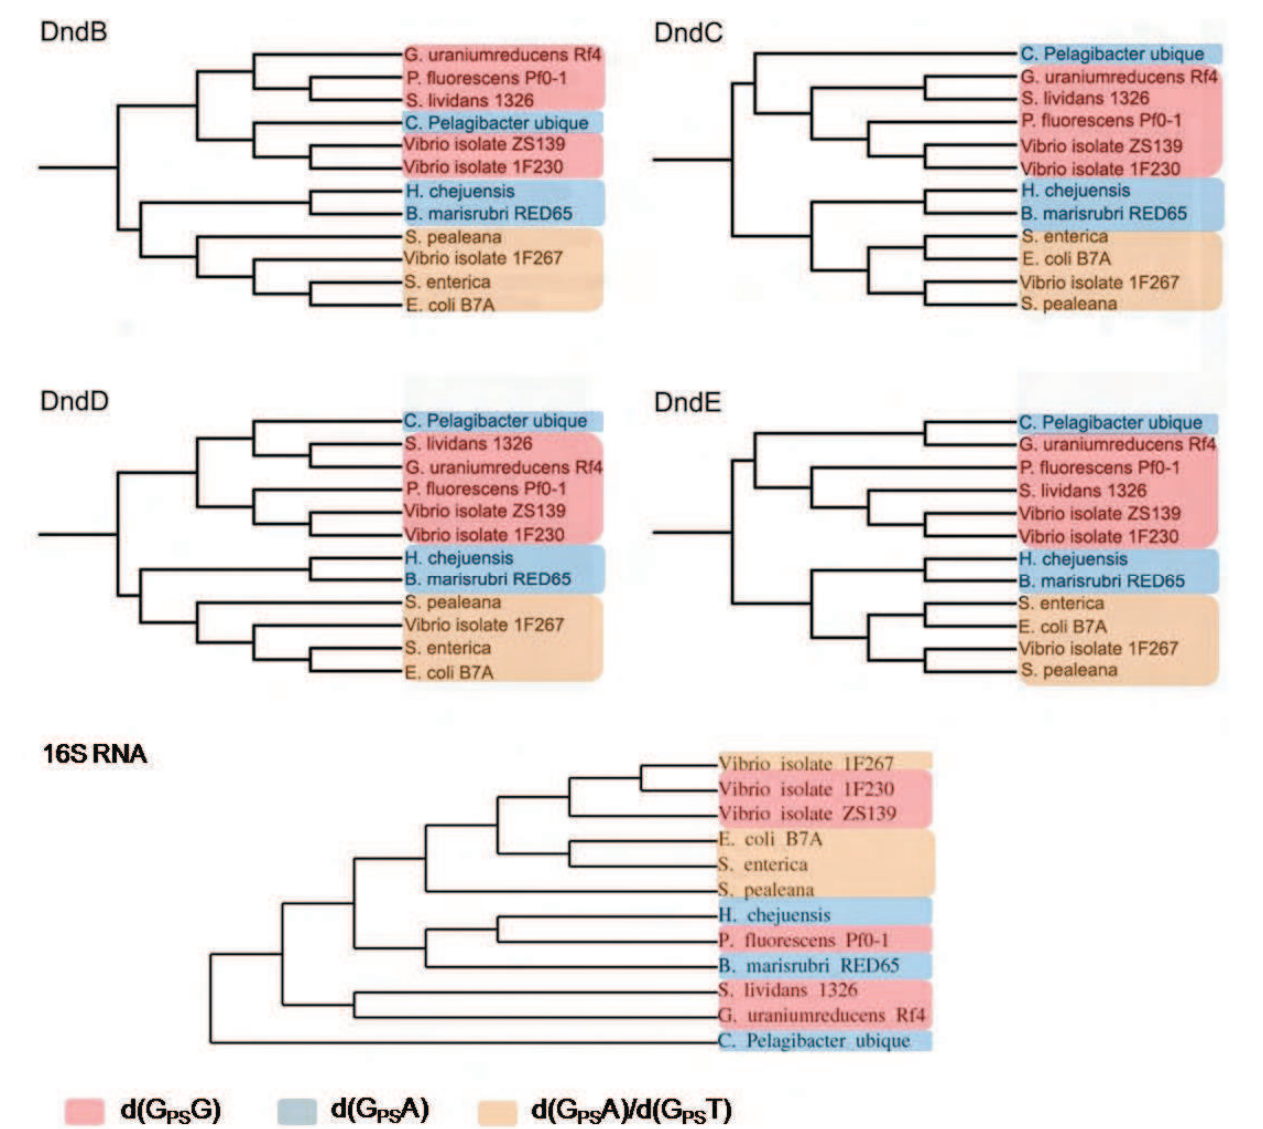 DndB
G. uraniumreducens Rf4
P. fluorescens Pf0-1
S. lividans 1326
C. Pelagibacter ubique
Vibrio isolate ZS139
Vibrio isolate 1F230
H. chejuensis
B. marisrubri RED65
S. pealeana
Vibrio isolate 1F267
S. enterica
E. coli B7A
DndC
C. Pelagibacter ubique
G. uraniumreducens Rf4
S. lividans 1326
P. fluorescens Pf0-1
Vibrio isolate ZS139
Vibrio isolate 1F230
H. chejuensis
B. marisrubri RED65
S. enterica
E. coli B7A
Vibrio isolate 1F267
S. pealeana
DndD
C. Pelagibacter ubique
S. lividans 1326
G. uraniumreducens Rf4
P. fluorescens Pf0-1
Vibrio isolate ZS139
Vibrio isolate 1F230
H. chejuensis
B. marisrubri RED65
S. pealeana
Vibrio isolate 1F267
S. enterica
E. coli B7A
DndE
C. Pelagibacter ubique
G. uraniumreducens Rf4
P. fluorescens Pf0-1
S. lividans 1326
Vibrio isolate ZS139
Vibrio isolate 1F230
H. chejuensis
B. marisrubri RED65
S. enterica
E. coli B7A
Vibrio isolate 1F267
S. pealeana
16S RNA
Vibrio isolate 1F267
Vibrio isolate 1F230
Vibrio isolate ZS139
E. coli B7A
S. enterica
S. pealeana
H. chejuensis
P. fluorescens Pf0-1
B. marisrubri RED65
S. lividans 1326
G. uraniumreducens Rf4
C. Pelagibacter ubique
d(GPSG)
d(GPSA)
d(GPSA)/d(GPST)